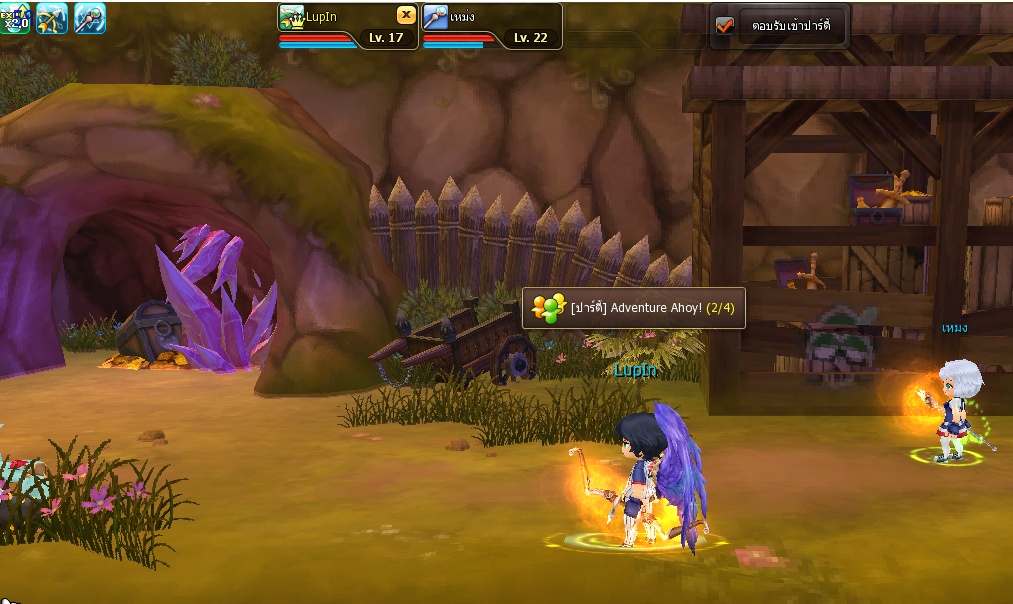 EX
x2.0
LupIn
Lv. 17
เหม่ง
Lv. 22
ตอบรับเข้าปาร์ตี้
[ปาร์ตี้] Adventure Ahoy! (2/4)
เหม่ง
LupIn